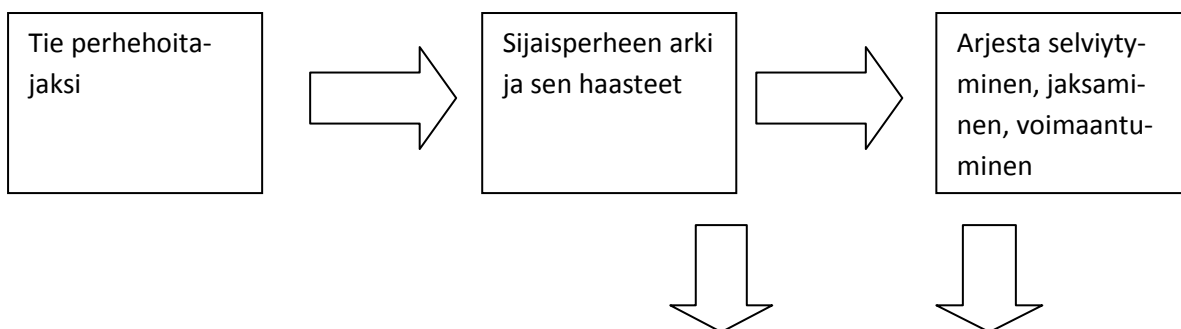 Tie perhehoita-
jaksi
Sijaisperheen arki
ja sen haasteet
Arjesta selviyty-
minen, jaksami-
nen, voimaantu-
minen